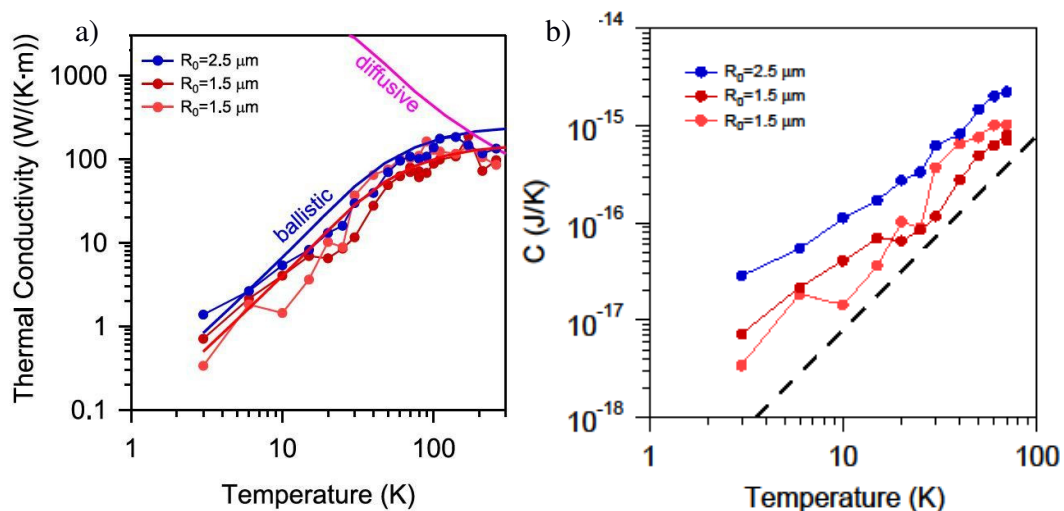 a)
R₀=2.5 μm
R₀=1.5 μm
R₀=1.5 μm
diffusive
ballistic
Thermal Conductivity (W/(K·m))
1000
100
10
1
0.1
1
10
100
Temperature (K)
b)
R₀=2.5 μm
R₀=1.5 μm
R₀=1.5 μm
C (J/K)
10⁻¹⁴
10⁻¹⁵
10⁻¹⁶
10⁻¹⁷
10⁻¹⁸
1
10
100
Temperature (K)